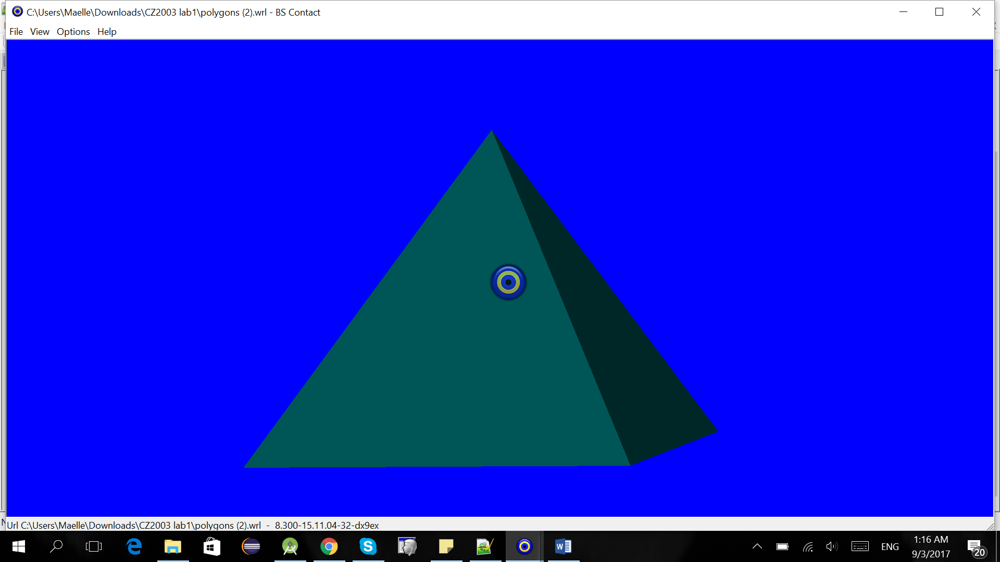 C:\Users\Maelle\Downloads\CZ2003 lab1\polygons (2).wrl - BS Contact
File View Options Help
Url C:\Users\Maelle\Downloads\CZ2003 lab1\polygons (2).wrl - 8.300-15.11.04-32-dx9ex
ENG
1:16 AM
9/3/2017
20